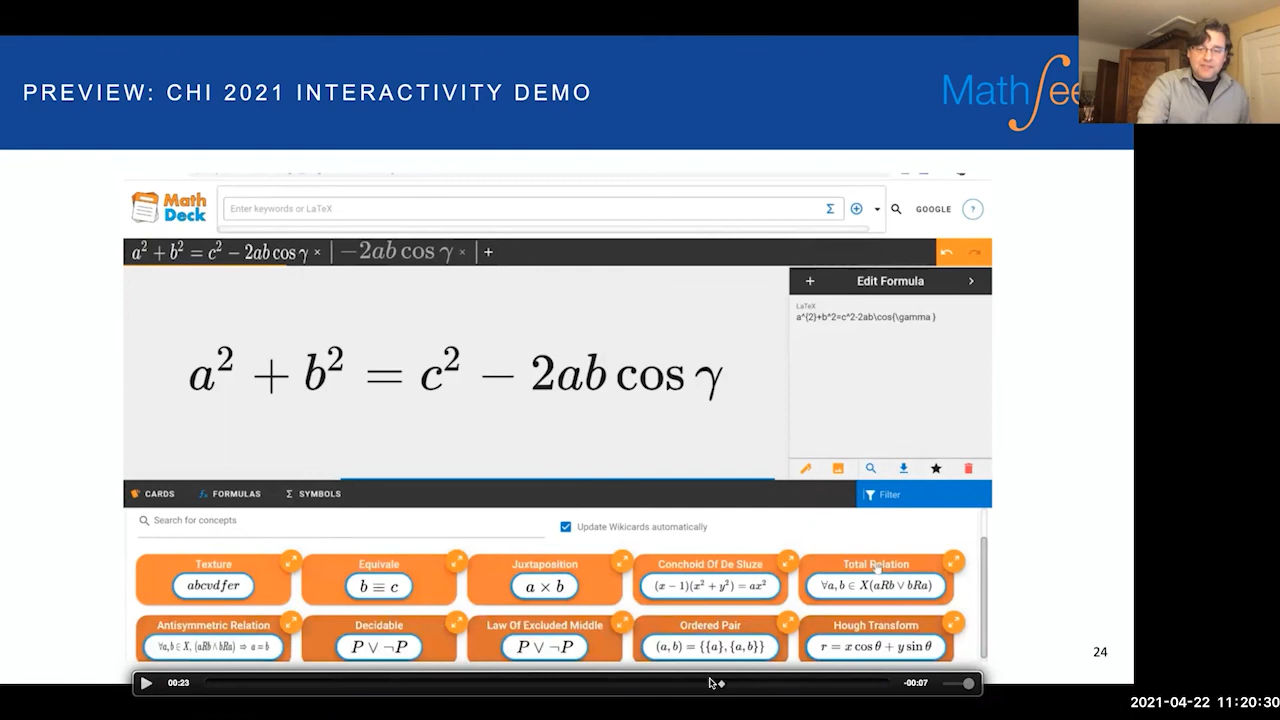 PREVIEW: CHI 2021 INTERACTIVITY DEMO
Math∫ee
Math
Deck
Enter keywords or LaTeX
Σ
GOOGLE
?
a² + b² = c² − 2ab cos γ × | −2ab cos γ × | +
+ Edit Formula >
LaTeX
a^{2}+b^2=c^2-2ab\cos{\gamma }
a² + b² = c² − 2ab cos γ
CARDS fx FORMULAS Σ SYMBOLS
Filter
Search for concepts
Update Wikicards automatically
Texture
abcvdfer
Equivale
b ≡ c
Juxtaposition
a × b
Conchoid Of De Sluze
(x − 1)(x² + y²) = ax²
Total Relation
∀a, b ∈ X(aRb ∨ bRa)
Antisymmetric Relation
∀a, b ∈ X, (aRb ∧ bRa) ⇒ a = b
Decidable
P ∨ ¬P
Law Of Excluded Middle
P ∨ ¬P
Ordered Pair
(a, b) = {{a}, {a, b}}
Hough Transform
r = x cos θ + y sin θ
24
00:23
-00:07
2021-04-22 11:20:30